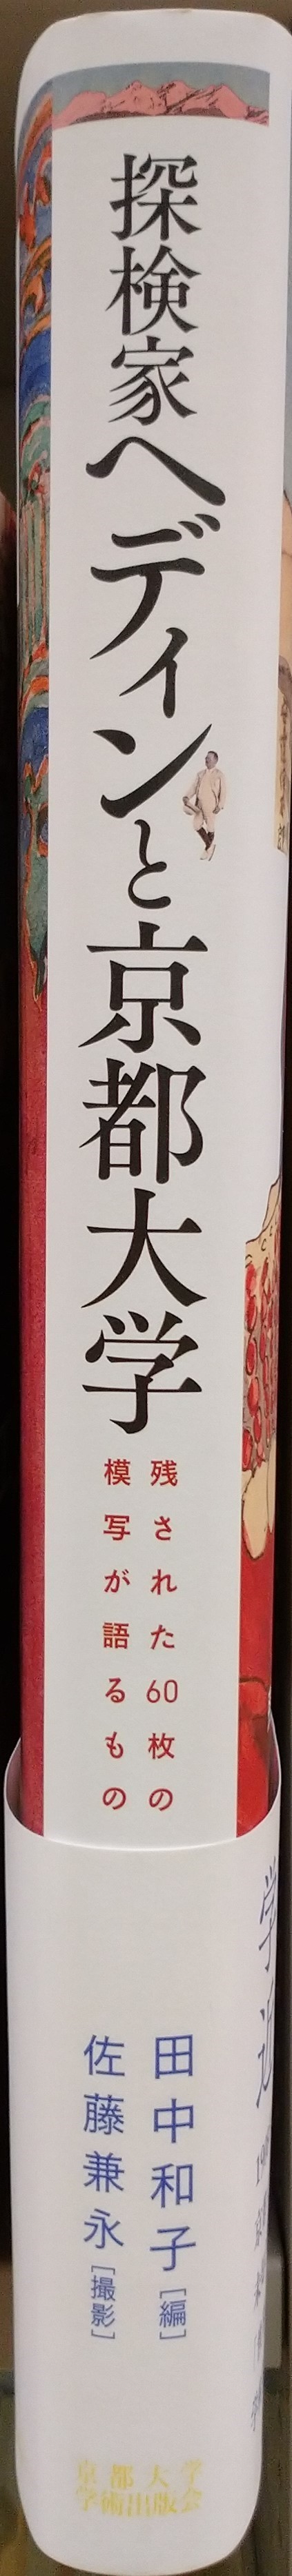 探検家ヘディンと京都大学
残された60枚の
模写が語るもの
田中和子［編］
佐藤兼永［撮影］
京都大学
学術出版会